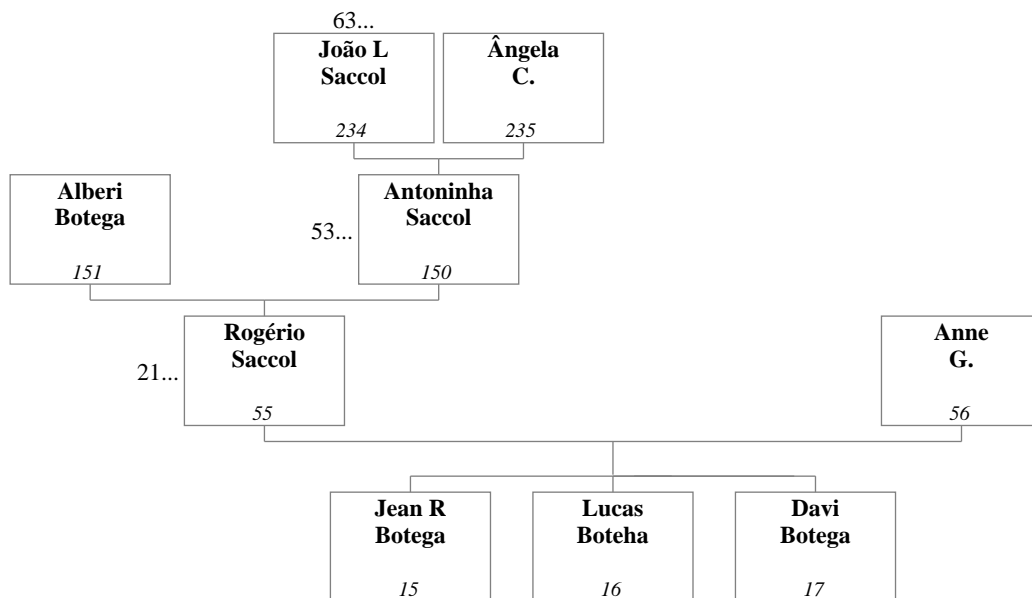 63...
João L
Saccol
234
Ângela
C.
235
Alberi
Botega
151
53...
Antoninha
Saccol
150
21...
Rogério
Saccol
55
Anne
G.
56
Jean R
Botega
15
Lucas
Boteha
16
Davi
Botega
17